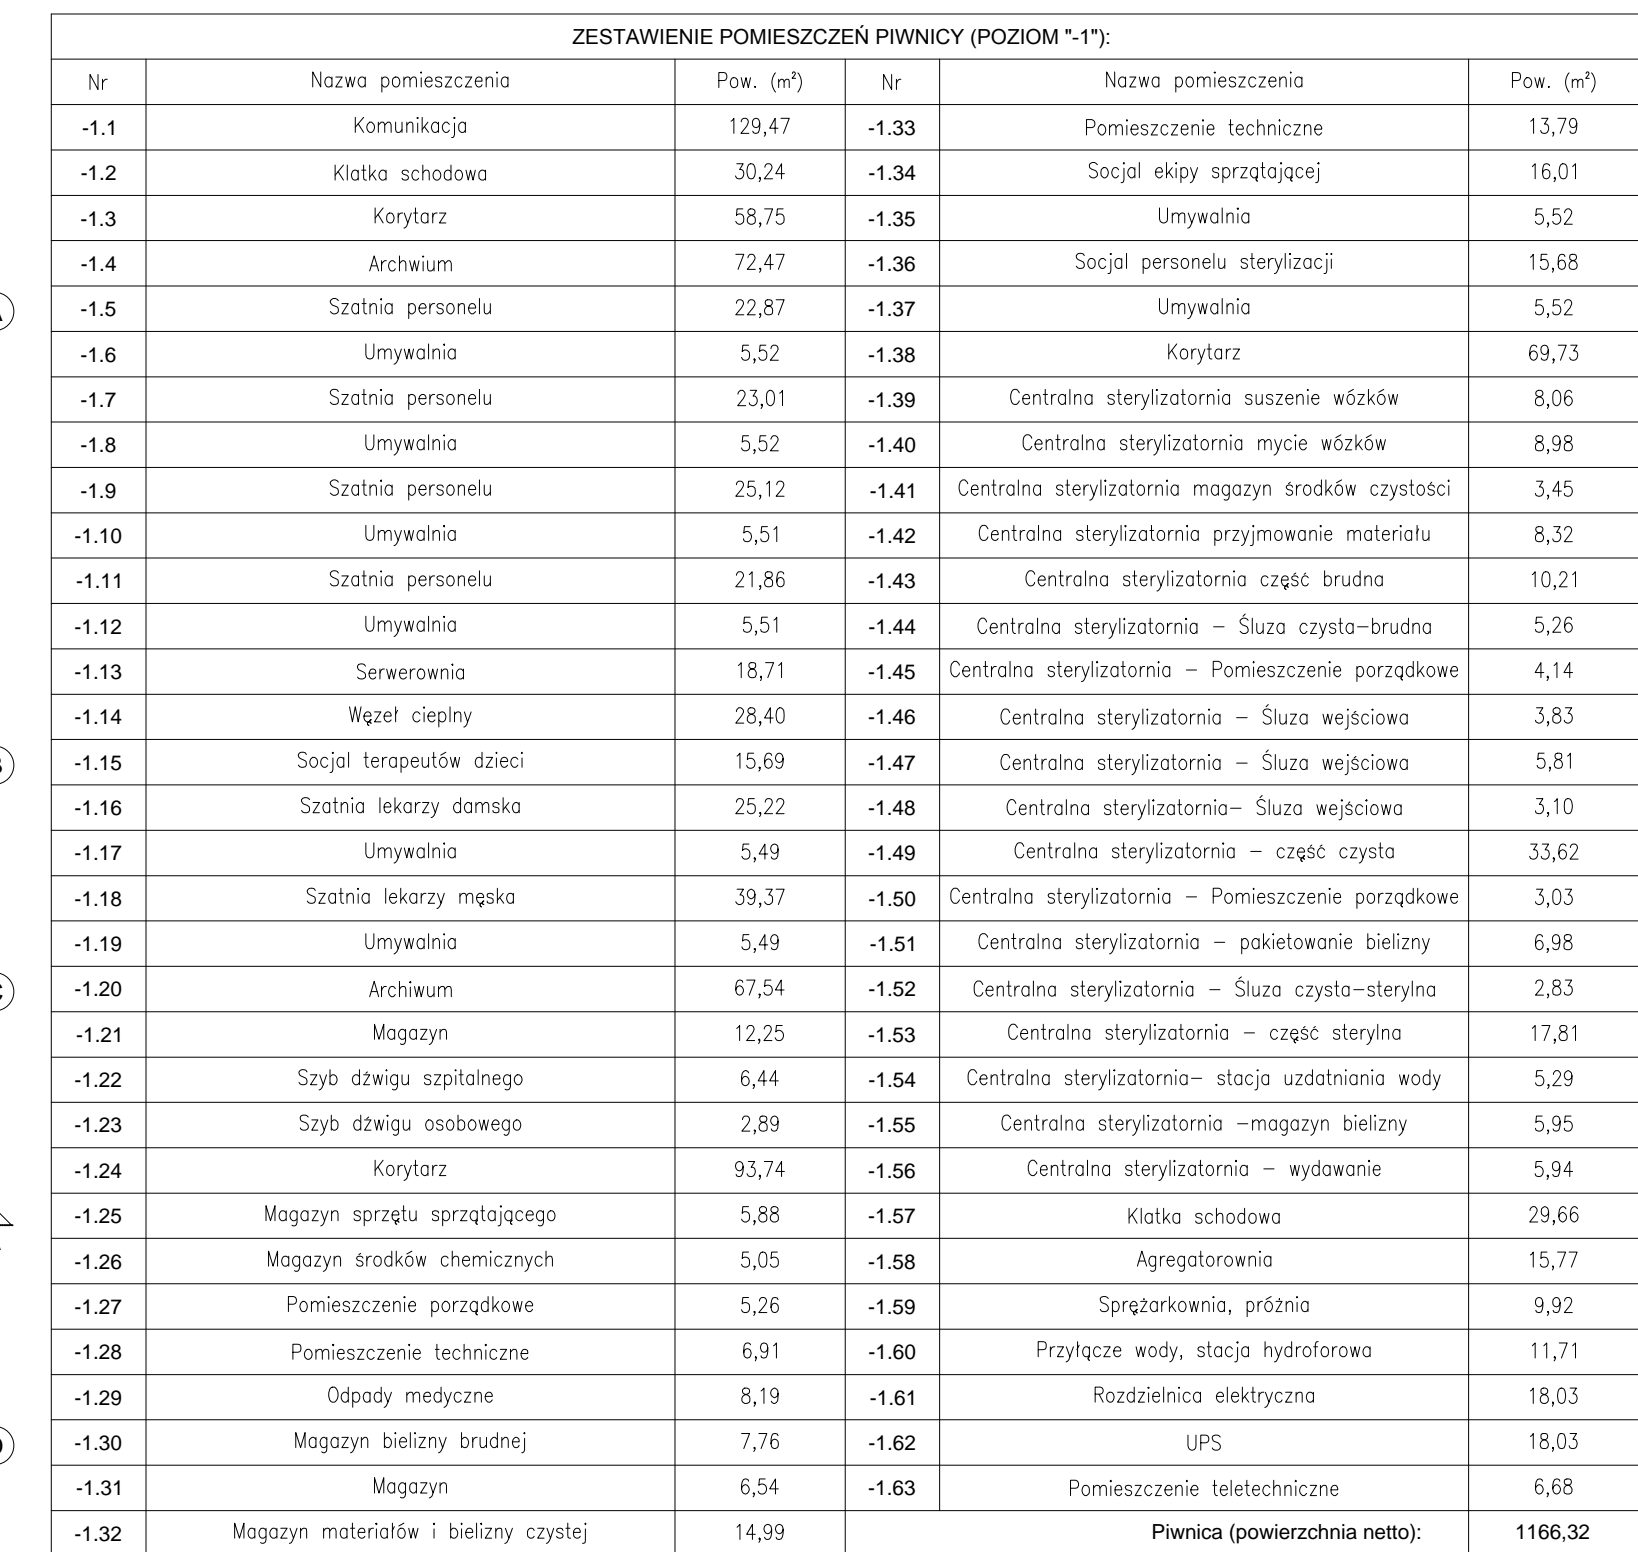 ZESTAWIENIE POMIESZCZEŃ PIWNICY (POZIOM "-1"):
Nr Nazwa pomieszczenia Pow. (m²) Nr Nazwa pomieszczenia Pow. (m²)
-1.1 Komunikacja 129,47 -1.33 Pomieszczenie techniczne 13,79
-1.2 Klatka schodowa 30,24 -1.34 Socjal ekipy sprzątającej 16,01
-1.3 Korytarz 58,75 -1.35 Umywalnia 5,52
-1.4 Archwium 72,47 -1.36 Socjal personelu sterylizacji 15,68
-1.5 Szatnia personelu 22,87 -1.37 Umywalnia 5,52
-1.6 Umywalnia 5,52 -1.38 Korytarz 69,73
-1.7 Szatnia personelu 23,01 -1.39 Centralna sterylizatornia suszenie wózków 8,06
-1.8 Umywalnia 5,52 -1.40 Centralna sterylizatornia mycie wózków 8,98
-1.9 Szatnia personelu 25,12 -1.41 Centralna sterylizatornia magazyn środków czystości 3,45
-1.10 Umywalnia 5,51 -1.42 Centralna sterylizatornia przyjmowanie materiału 8,32
-1.11 Szatnia personelu 21,86 -1.43 Centralna sterylizatornia część brudna 10,21
-1.12 Umywalnia 5,51 -1.44 Centralna sterylizatornia – Śluza czysta–brudna 5,26
-1.13 Serwerownia 18,71 -1.45 Centralna sterylizatornia – Pomieszczenie porządkowe 4,14
-1.14 Węzeł cieplny 28,40 -1.46 Centralna sterylizatornia – Śluza wejściowa 3,83
-1.15 Socjal terapeutów dzieci 15,69 -1.47 Centralna sterylizatornia – Śluza wejściowa 5,81
-1.16 Szatnia lekarzy damska 25,22 -1.48 Centralna sterylizatornia– Śluza wejściowa 3,10
-1.17 Umywalnia 5,49 -1.49 Centralna sterylizatornia – część czysta 33,62
-1.18 Szatnia lekarzy męska 39,37 -1.50 Centralna sterylizatornia – Pomieszczenie porządkowe 3,03
-1.19 Umywalnia 5,49 -1.51 Centralna sterylizatornia – pakietowanie bielizny 6,98
-1.20 Archiwum 67,54 -1.52 Centralna sterylizatornia – Śluza czysta–sterylna 2,83
-1.21 Magazyn 12,25 -1.53 Centralna sterylizatornia – część sterylna 17,81
-1.22 Szyb dźwigu szpitalnego 6,44 -1.54 Centralna sterylizatornia– stacja uzdatniania wody 5,29
-1.23 Szyb dźwigu osobowego 2,89 -1.55 Centralna sterylizatornia –magazyn bielizny 5,95
-1.24 Korytarz 93,74 -1.56 Centralna sterylizatornia – wydawanie 5,94
-1.25 Magazyn sprzętu sprzątającego 5,88 -1.57 Klatka schodowa 29,66
-1.26 Magazyn środków chemicznych 5,05 -1.58 Agregatorownia 15,77
-1.27 Pomieszczenie porządkowe 5,26 -1.59 Sprężarkownia, próżnia 9,92
-1.28 Pomieszczenie techniczne 6,91 -1.60 Przyłącze wody, stacja hydroforowa 11,71
-1.29 Odpady medyczne 8,19 -1.61 Rozdzielnica elektryczna 18,03
-1.30 Magazyn bielizny brudnej 7,76 -1.62 UPS 18,03
-1.31 Magazyn 6,54 -1.63 Pomieszczenie teletechniczne 6,68
-1.32 Magazyn materiałów i bielizny czystej 14,99 Piwnica (powierzchnia netto): 1166,32